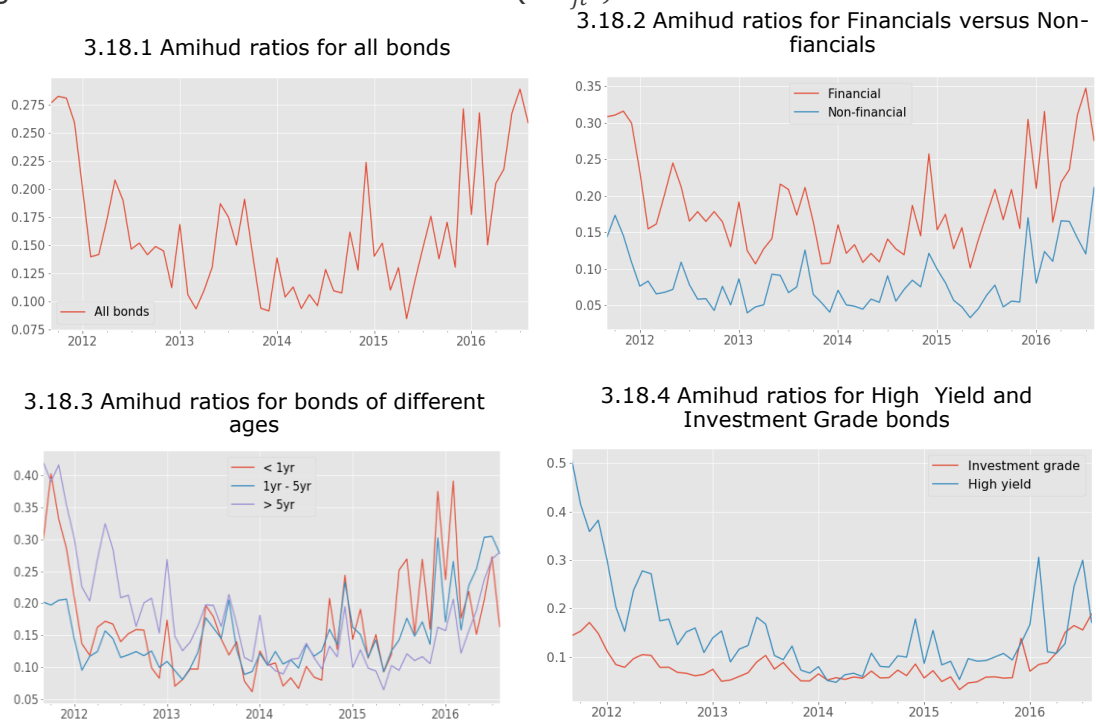 3.18.1 Amihud ratios for all bonds
0.275
0.250
0.225
0.200
0.175
0.150
0.125
0.100
0.075
All bonds
2012 2013 2014 2015 2016
3.18.2 Amihud ratios for Financials versus Non-
fiancials
0.35
0.30
0.25
0.20
0.15
0.10
0.05
Financial
Non-financial
2012 2013 2014 2015 2016
3.18.3 Amihud ratios for bonds of different
ages
0.40
0.35
0.30
0.25
0.20
0.15
0.10
0.05
< 1yr
1yr - 5yr
> 5yr
2012 2013 2014 2015 2016
3.18.4 Amihud ratios for High Yield and
Investment Grade bonds
0.5
0.4
0.3
0.2
0.1
Investment grade
High yield
2012 2013 2014 2015 2016